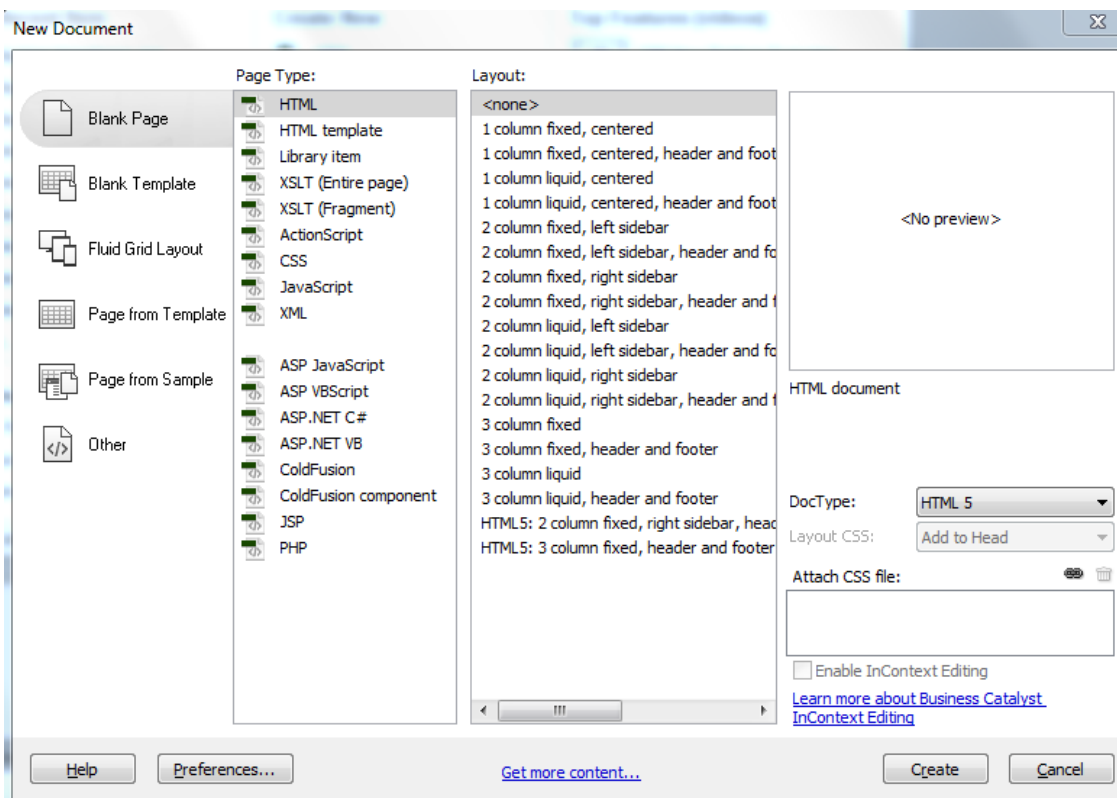 New Document
Blank Page
Blank Template
Fluid Grid Layout
Page from Template
Page from Sample
Other
Page Type:
HTML
HTML template
Library item
XSLT (Entire page)
XSLT (Fragment)
ActionScript
CSS
JavaScript
XML
ASP JavaScript
ASP VBScript
ASP.NET C#
ASP.NET VB
ColdFusion
ColdFusion component
JSP
PHP
Layout:
<none>
1 column fixed, centered
1 column fixed, centered, header and foot
1 column liquid, centered
1 column liquid, centered, header and foot
2 column fixed, left sidebar
2 column fixed, left sidebar, header and fo
2 column fixed, right sidebar
2 column fixed, right sidebar, header and f
2 column liquid, left sidebar
2 column liquid, left sidebar, header and fo
2 column liquid, right sidebar
2 column liquid, right sidebar, header and f
3 column fixed
3 column fixed, header and footer
3 column liquid
3 column liquid, header and footer
HTML5: 2 column fixed, right sidebar, head
HTML5: 3 column fixed, header and footer
<No preview>
HTML document
DocType:
HTML 5
Layout CSS:
Add to Head
Attach CSS file:
Enable InContext Editing
Learn more about Business Catalyst
InContext Editing
Help
Preferences...
Get more content...
Create
Cancel